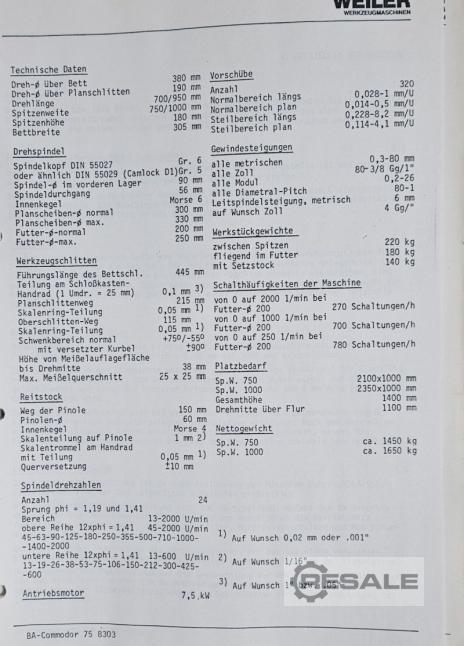 WEILER
WERKZEUGMASCHINEN
Technische Daten
Dreh-ø über Bett 380 mm
Dreh-ø über Planschlitten 190 mm
Drehlänge 700/950 mm
Spitzenweite 750/1000 mm
Spitzenhöhe 180 mm
Bettbreite 305 mm
Drehspindel
Spindelkopf DIN 55027 Gr. 6
oder ähnlich DIN 55029 (Camlock D1)Gr. 5
Spindel-ø im vorderen Lager 90 mm
Spindeldurchgang 56 mm
Innenkegel Morse 6
Planscheiben-ø normal 300 mm
Planscheiben-ø max. 330 mm
Futter-ø-normal 200 mm
Futter-ø-max. 250 mm
Werkzeugschlitten
Führungslänge des Bettschl. 445 mm
Teilung am Schloßkasten-
Handrad (1 Umdr. = 25 mm) 0,1 mm 3)
Planschlittenweg 215 mm
Skalenring-Teilung 0,05 mm 1)
Oberschlitten-Weg 115 mm
Skalenring-Teilung 0,05 mm 1)
Schwenkbereich normal +75º/-55º
mit versetzter Kurbel ±90º
Höhe von Meißelauflagefläche
bis Drehmitte 38 mm
Max. Meißelquerschnitt 25 x 25 mm
Reitstock
Weg der Pinole 150 mm
Pinolen-ø 60 mm
Innenkegel Morse 4
Skalenteilung auf Pinole 1 mm 2)
Skalentrommel am Handrad
mit Teilung 0,05 mm 1)
Querversetzung ±10 mm
Spindeldrehzahlen
Anzahl 24
Sprung phi = 1,19 und 1,41
Bereich 13-2000 U/min
obere Reihe 12xphi = 1,41 45-2000 U/min
45-63-90-125-180-250-355-500-710-1000-
-1400-2000
untere Reihe 12xphi = 1,41 13-600 U/min
13-19-26-38-53-75-106-150-212-300-425-
-600
Antriebsmotor 7,5 kW
Vorschübe
Anzahl 320
Normalbereich längs 0,028-1 mm/U
Normalbereich plan 0,014-0,5 mm/U
Steilbereich längs 0,228-8,2 mm/U
Steilbereich plan 0,114-4,1 mm/U
Gewindesteigungen
alle metrischen 0,3-80 mm
alle Zoll 80-3/8 Gg/1"
alle Modul 0,2-26
alle Diametral-Pitch 80-1
Leitspindelsteigung, metrisch 6 mm
auf Wunsch Zoll 4 Gg/"
Werkstückgewichte
zwischen Spitzen 220 kg
fliegend im Futter 180 kg
mit Setzstock 140 kg
Schalthäufigkeiten der Maschine
von 0 auf 2000 1/min bei
Futter-ø 200 270 Schaltungen/h
von 0 auf 1000 1/min bei
Futter-ø 200 700 Schaltungen/h
von 0 auf 250 1/min bei
Futter-ø 200 780 Schaltungen/h
Platzbedarf
Sp.W. 750 2100x1000 mm
Sp.W. 1000 2350x1000 mm
Gesamthöhe 1400 mm
Drehmitte über Flur 1100 mm
Nettogewicht
Sp.W. 750 ca. 1450 kg
Sp.W. 1000 ca. 1650 kg
1) Auf Wunsch 0,02 mm oder .001"
2) Auf Wunsch 1/16"
3) Auf Wunsch 1" bzw. .05"
RESALE
BA-Commodor 75 8303